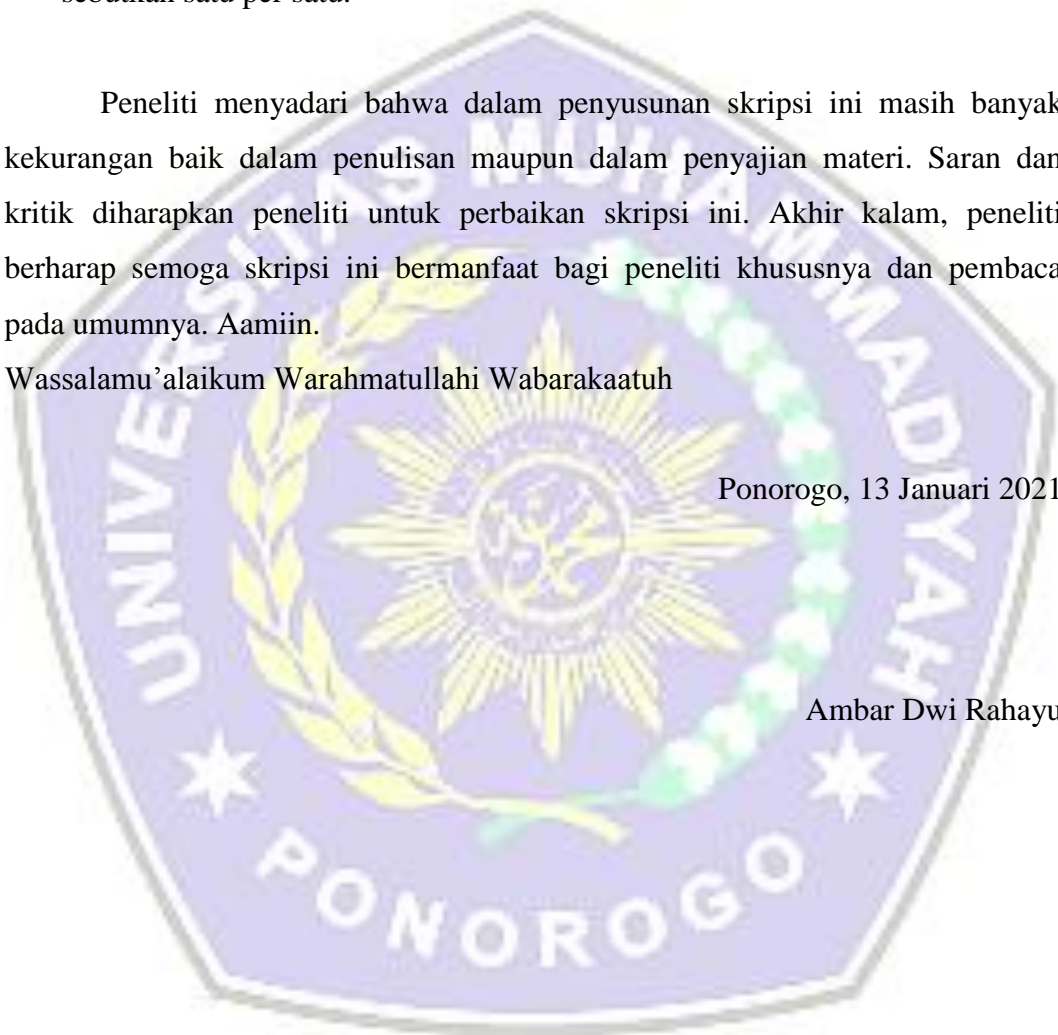 sebutkan satu per satu.
Peneliti menyadari bahwa dalam penyusunan skripsi ini masih banyak
kekurangan baik dalam penulisan maupun dalam penyajian materi. Saran dan
kritik diharapkan peneliti untuk perbaikan skripsi ini. Akhir kalam, peneliti
berharap semoga skripsi ini bermanfaat bagi peneliti khususnya dan pembaca
pada umumnya. Aamiin.
Wassalamu’alaikum Warahmatullahi Wabarakaatuh
Ponorogo, 13 Januari 2021
Ambar Dwi Rahayu
UNIVERSITAS MUHAMMADIYAH
PONOROGO